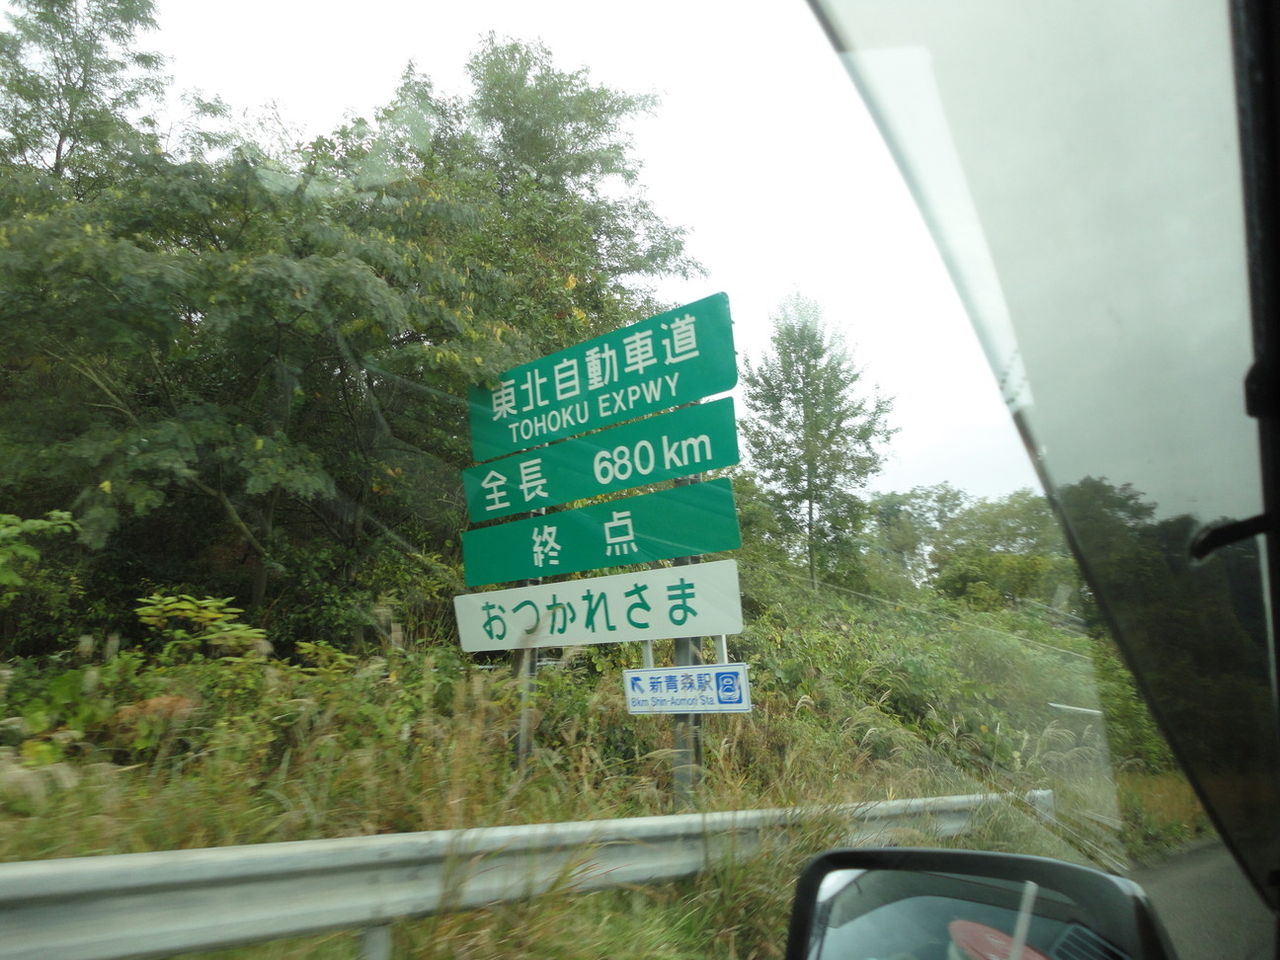 東北自動車道
TOHOKU EXPWY
全長 680km
終点
おつかれさま
新青森駅
8km Shin-Aomori Sta.